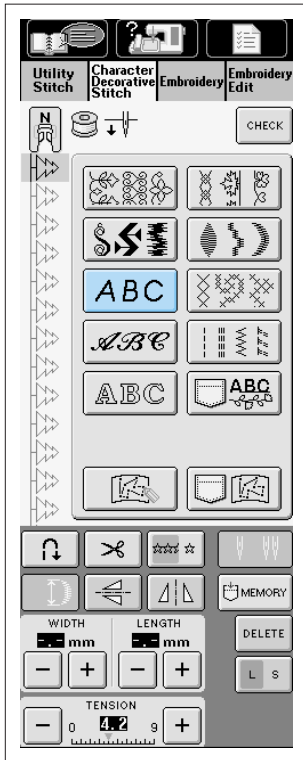 Utility Stitch
Character Decorative Stitch
Embroidery
Embroidery Edit
N
CHECK
ABC
ABC
ABC
ABC
MEMORY
WIDTH
LENGTH
-.- mm
-.- mm
DELETE
− +
− +
L S
TENSION
− 0 4.2 9 +